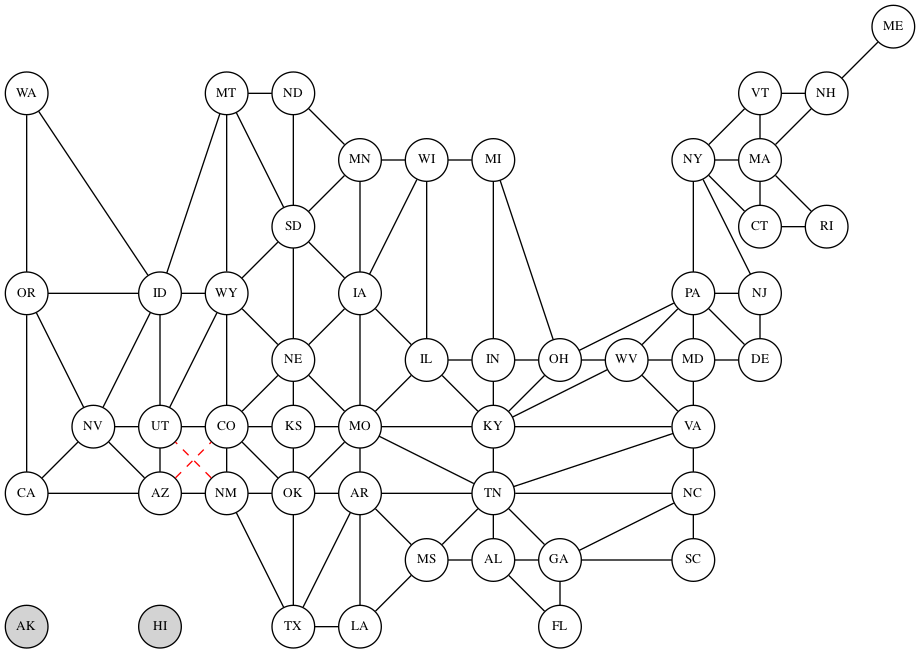 ME
WA MT ND VT NH
MN WI MI NY MA
SD CT RI
OR ID WY IA PA NJ
NE IL IN OH WV MD DE
NV UT CO KS MO KY VA
CA AZ NM OK AR TN NC
MS AL GA SC
AK HI TX LA FL